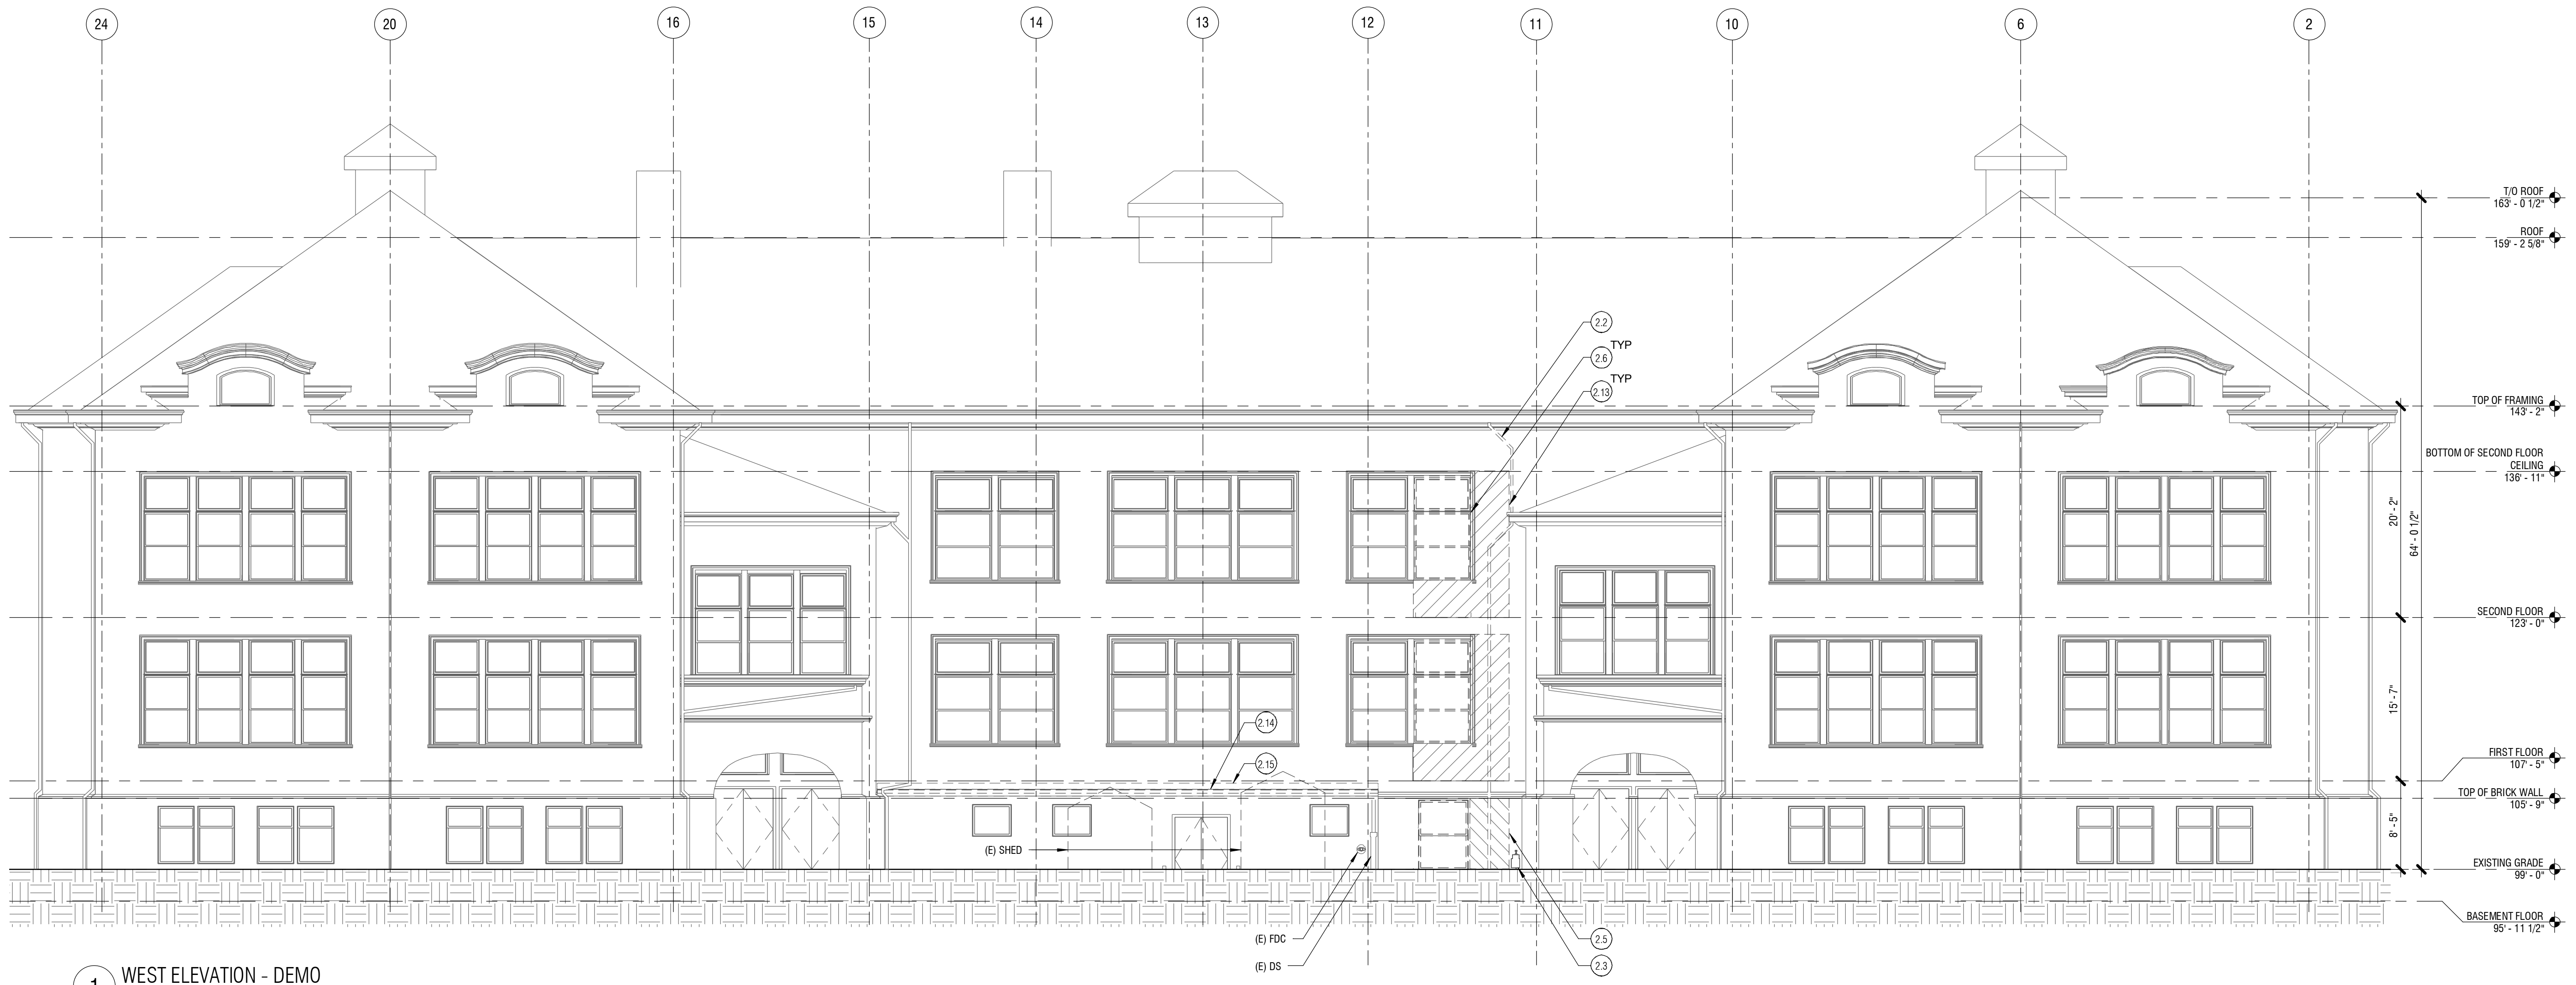 24 20 16 15 14 13 12 11 10 6 2
T/O ROOF
163' - 0 1/2"
ROOF
159' - 2 5/8"
2.2
TYP
2.6
TYP
2.13
TOP OF FRAMING
143' - 2"
BOTTOM OF SECOND FLOOR
CEILING
136' - 11"
20' - 2"
64' - 0 1/2"
SECOND FLOOR
123' - 0"
15' - 7"
2.14
2.15
FIRST FLOOR
107' - 5"
TOP OF BRICK WALL
105' - 9"
8' - 5"
(E) SHED
EXISTING GRADE
99' - 0"
BASEMENT FLOOR
95' - 11 1/2"
(E) FDC
2.5
(E) DS
2.3
1 WEST ELEVATION - DEMO